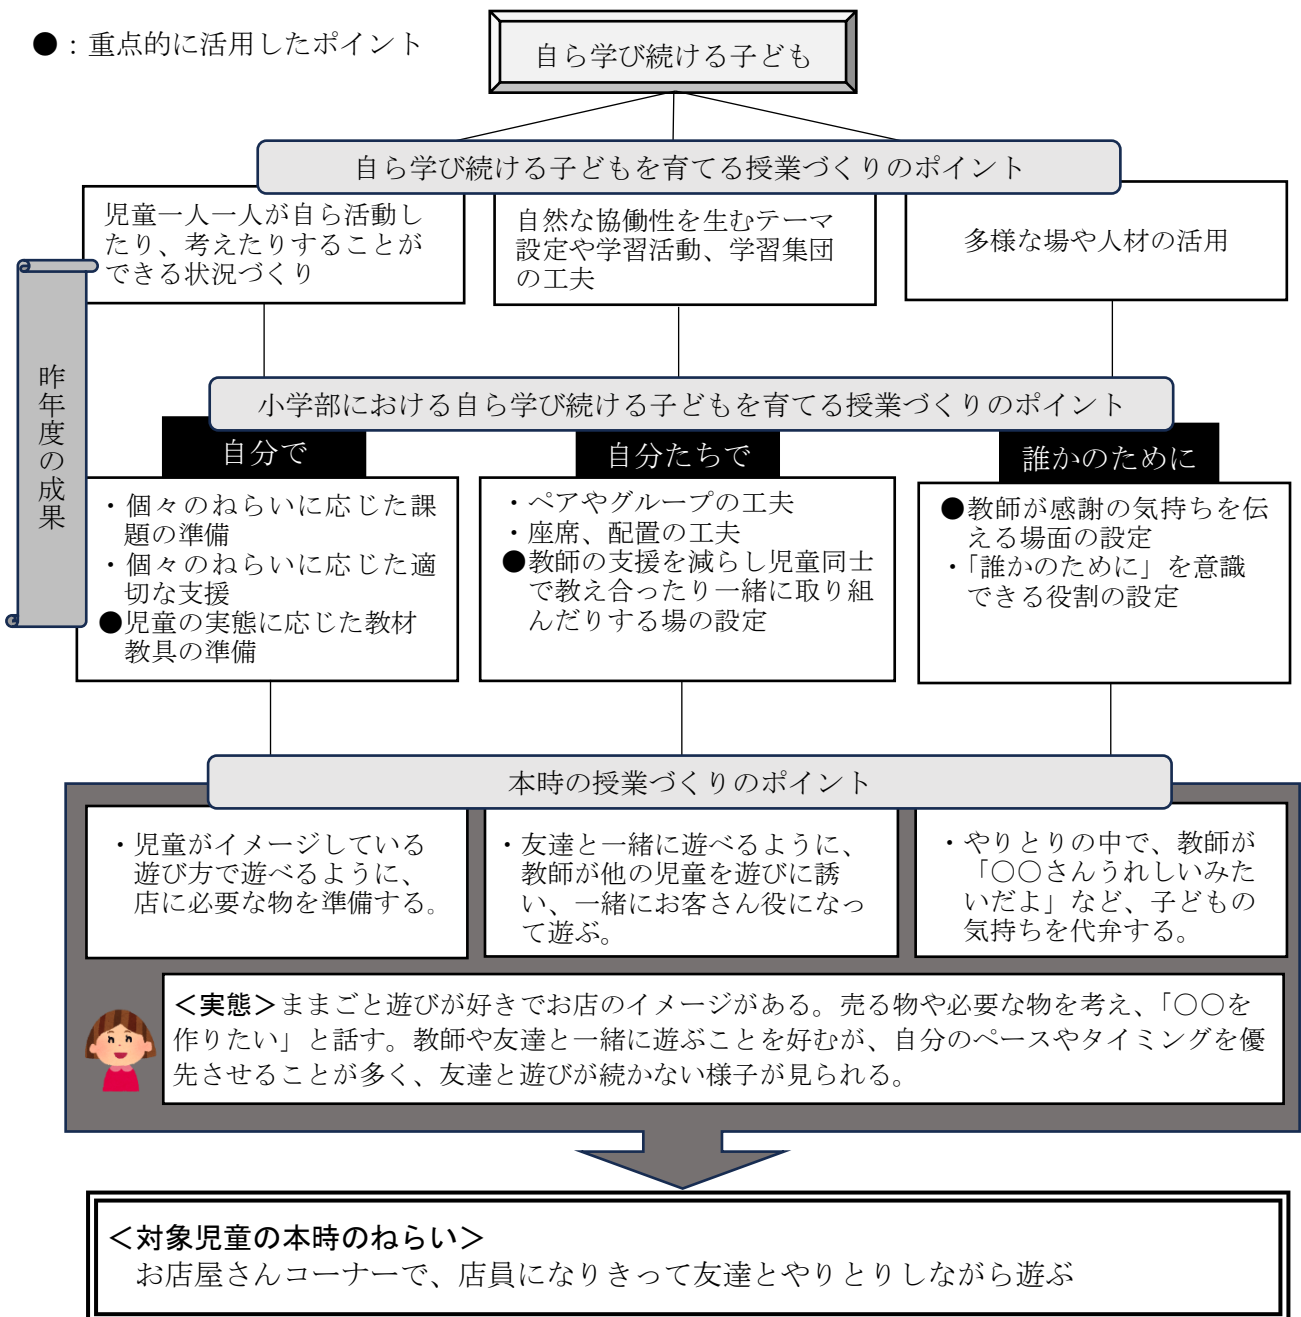 ●：重点的に活用したポイント
自ら学び続ける子ども
自ら学び続ける子どもを育てる授業づくりのポイント
児童一人一人が自ら活動し
たり、考えたりすることが
できる状況づくり
自然な協働性を生むテーマ
設定や学習活動、学習集団
の工夫
多様な場や人材の活用
昨年度の成果
小学部における自ら学び続ける子どもを育てる授業づくりのポイント
自分で
・個々のねらいに応じた課
題の準備
・個々のねらいに応じた適
切な支援
●児童の実態に応じた教材
教具の準備
自分たちで
・ペアやグループの工夫
・座席、配置の工夫
●教師の支援を減らし児童同士
で教え合ったり一緒に取り組
んだりする場の設定
誰かのために
●教師が感謝の気持ちを伝
える場面の設定
・「誰かのために」を意識
できる役割の設定
本時の授業づくりのポイント
・児童がイメージしている
遊び方で遊べるように、
店に必要な物を準備する。
・友達と一緒に遊べるように、
教師が他の児童を遊びに誘
い、一緒にお客さん役になっ
て遊ぶ。
・やりとりの中で、教師が
「〇〇さんうれしいみた
いだよ」など、子どもの
気持ちを代弁する。
＜実態＞ままごと遊びが好きでお店のイメージがある。売る物や必要な物を考え、「〇〇を
作りたい」と話す。教師や友達と一緒に遊ぶことを好むが、自分のペースやタイミングを優
先させることが多く、友達と遊びが続かない様子が見られる。
＜対象児童の本時のねらい＞
お店屋さんコーナーで、店員になりきって友達とやりとりしながら遊ぶ